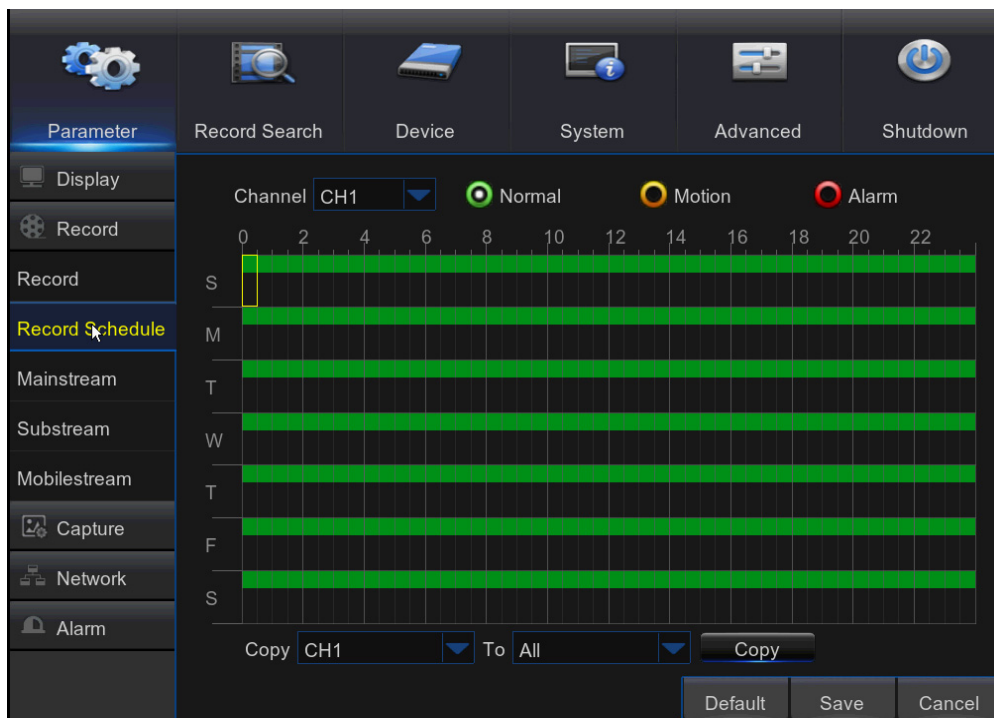 Parameter Record Search Device System Advanced Shutdown
Display
Record
Record
Record Schedule
Mainstream
Substream
Mobilestream
Capture
Network
Alarm
Channel CH1 Normal Motion Alarm
0 2 4 6 8 10 12 14 16 18 20 22
S
M
T
W
T
F
S
Copy CH1 To All Copy
Default Save Cancel